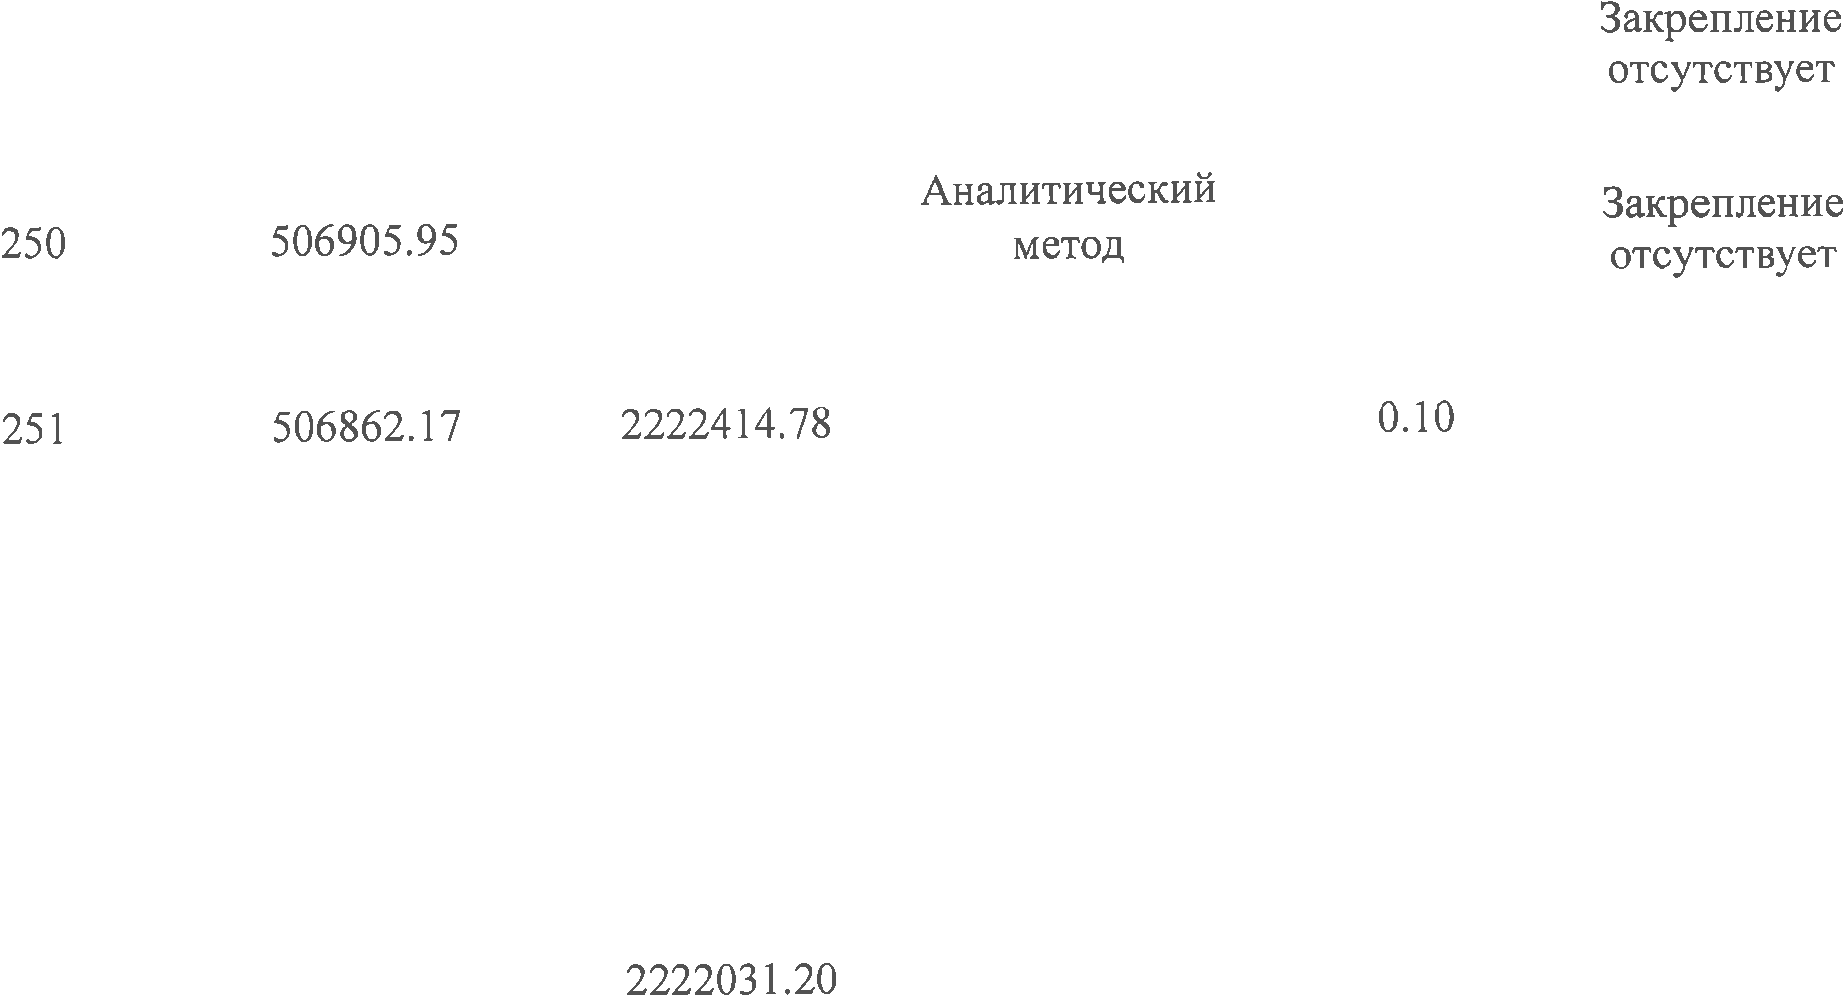 Закрепление
отсутствует
250
506905.95
Аналитический
метод
Закрепление
отсутствует
251
506862.17
2222414.78
0.10
2222031.20